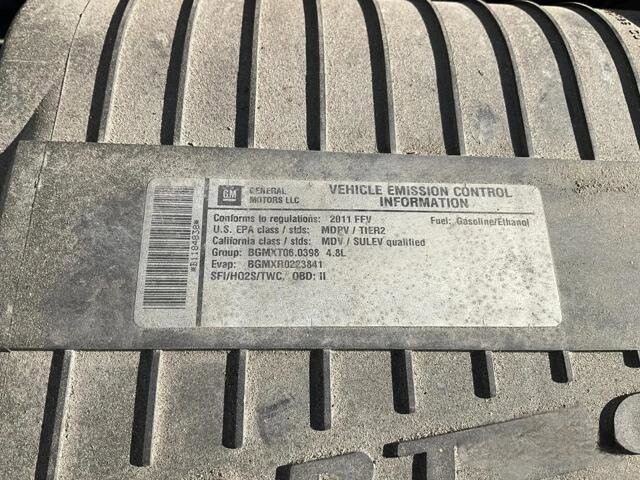 GM GENERAL MOTORS LLC
VEHICLE EMISSION CONTROL
INFORMATION
Conforms to regulations: 2011 FFV Fuel: Gasoline/Ethanol
U.S. EPA class / stds: MDPV / TIER2
California class / stds: MDV / SULEV qualified
Group: BGMXT06.0398 4.8L
Evap: BGMXR0223841
SFI/HO2S/TWC, OBD: II
*B1184838*